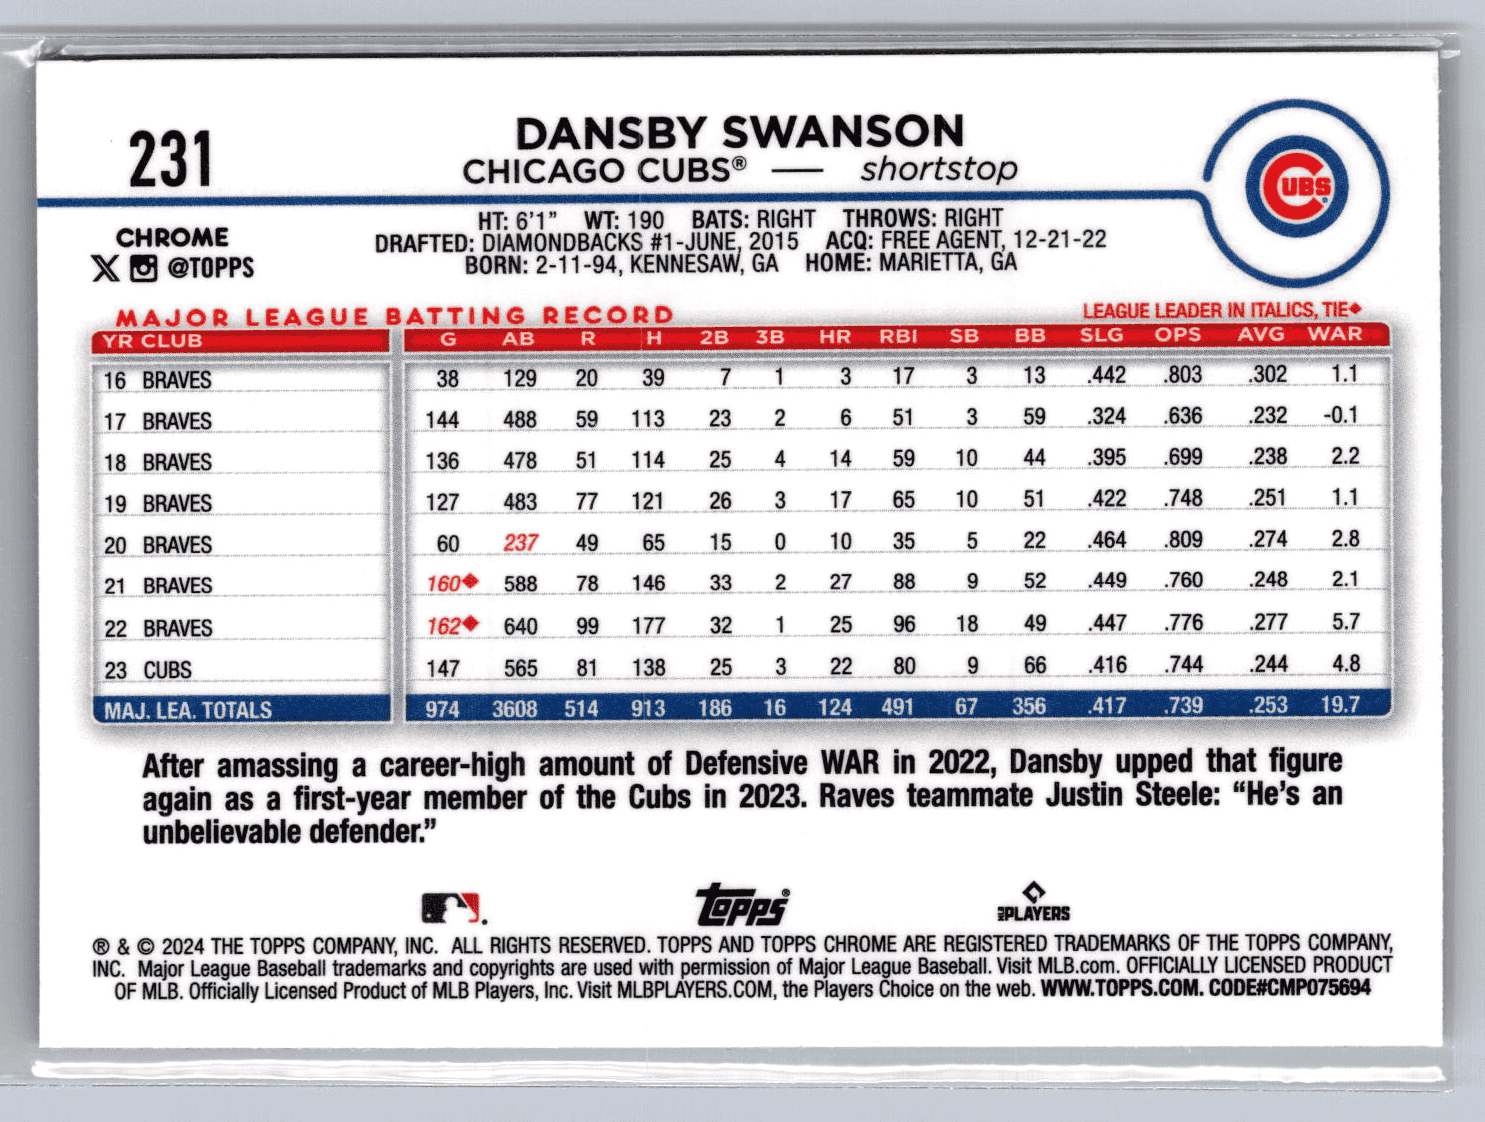 231
DANSBY SWANSON
CHICAGO CUBS® — shortstop
CUBS®
CHROME
X @TOPPS
HT: 6'1" WT: 190 BATS: RIGHT THROWS: RIGHT
DRAFTED: DIAMONDBACKS #1-JUNE, 2015 ACQ: FREE AGENT, 12-21-22
BORN: 2-11-94, KENNESAW, GA HOME: MARIETTA, GA
MAJOR LEAGUE BATTING RECORD
LEAGUE LEADER IN ITALICS, TIE◆
YR CLUB G AB R H 2B 3B HR RBI SB BB SLG OPS AVG WAR
16 BRAVES 38 129 20 39 7 1 3 17 3 13 .442 .803 .302 1.1
17 BRAVES 144 488 59 113 23 2 6 51 3 59 .324 .636 .232 -0.1
18 BRAVES 136 478 51 114 25 4 14 59 10 44 .395 .699 .238 2.2
19 BRAVES 127 483 77 121 26 3 17 65 10 51 .422 .748 .251 1.1
20 BRAVES 60 237 49 65 15 0 10 35 5 22 .464 .809 .274 2.8
21 BRAVES 160◆ 588 78 146 33 2 27 88 9 52 .449 .760 .248 2.1
22 BRAVES 162◆ 640 99 177 32 1 25 96 18 49 .447 .776 .277 5.7
23 CUBS 147 565 81 138 25 3 22 80 9 66 .416 .744 .244 4.8
MAJ. LEA. TOTALS 974 3608 514 913 186 16 124 491 67 356 .417 .739 .253 19.7
After amassing a career-high amount of Defensive WAR in 2022, Dansby upped that figure
again as a first-year member of the Cubs in 2023. Raves teammate Justin Steele: “He’s an
unbelievable defender.”
Topps®
PLAYERS
® & © 2024 THE TOPPS COMPANY, INC. ALL RIGHTS RESERVED. TOPPS AND TOPPS CHROME ARE REGISTERED TRADEMARKS OF THE TOPPS COMPANY,
INC. Major League Baseball trademarks and copyrights are used with permission of Major League Baseball. Visit MLB.com. OFFICIALLY LICENSED PRODUCT
OF MLB. Officially Licensed Product of MLB Players, Inc. Visit MLBPLAYERS.COM, the Players Choice on the web. WWW.TOPPS.COM. CODE#CMP075694